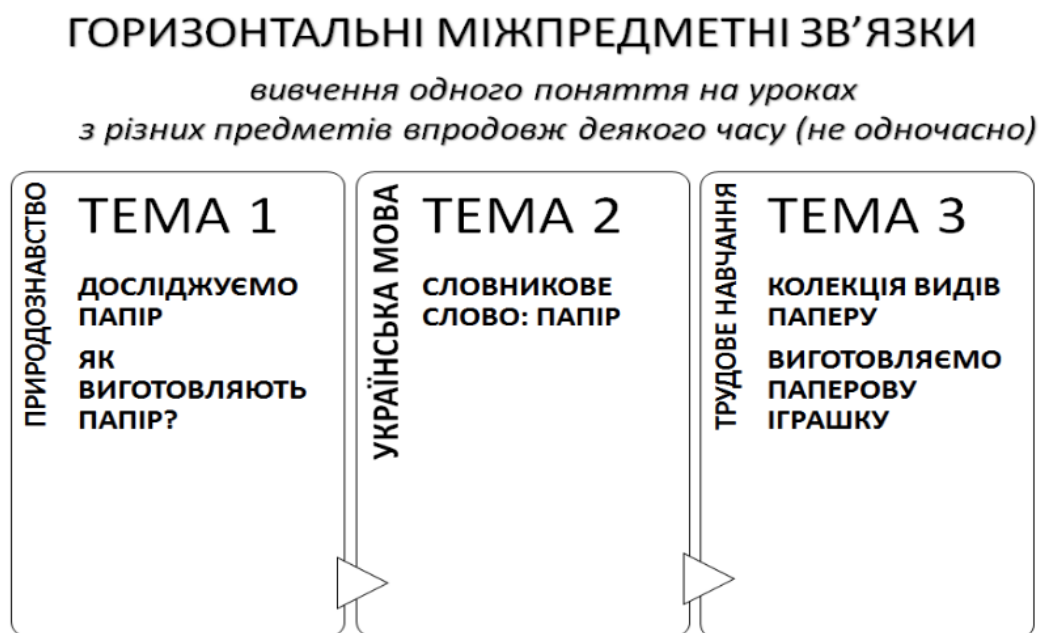 ГОРИЗОНТАЛЬНІ МІЖПРЕДМЕТНІ ЗВ’ЯЗКИ
вивчення одного поняття на уроках
з різних предметів впродовж деякого часу (не одночасно)
ПРИРОДОЗНАВСТВО
ТЕМА 1
ДОСЛІДЖУЄМО
ПАПІР
ЯК
ВИГОТОВЛЯЮТЬ
ПАПІР?
УКРАЇНСЬКА МОВА
ТЕМА 2
СЛОВНИКОВЕ
СЛОВО: ПАПІР
ТРУДОВЕ НАВЧАННЯ
ТЕМА 3
КОЛЕКЦІЯ ВИДІВ
ПАПЕРУ
ВИГОТОВЛЯЄМО
ПАПЕРОВУ
ІГРАШКУ